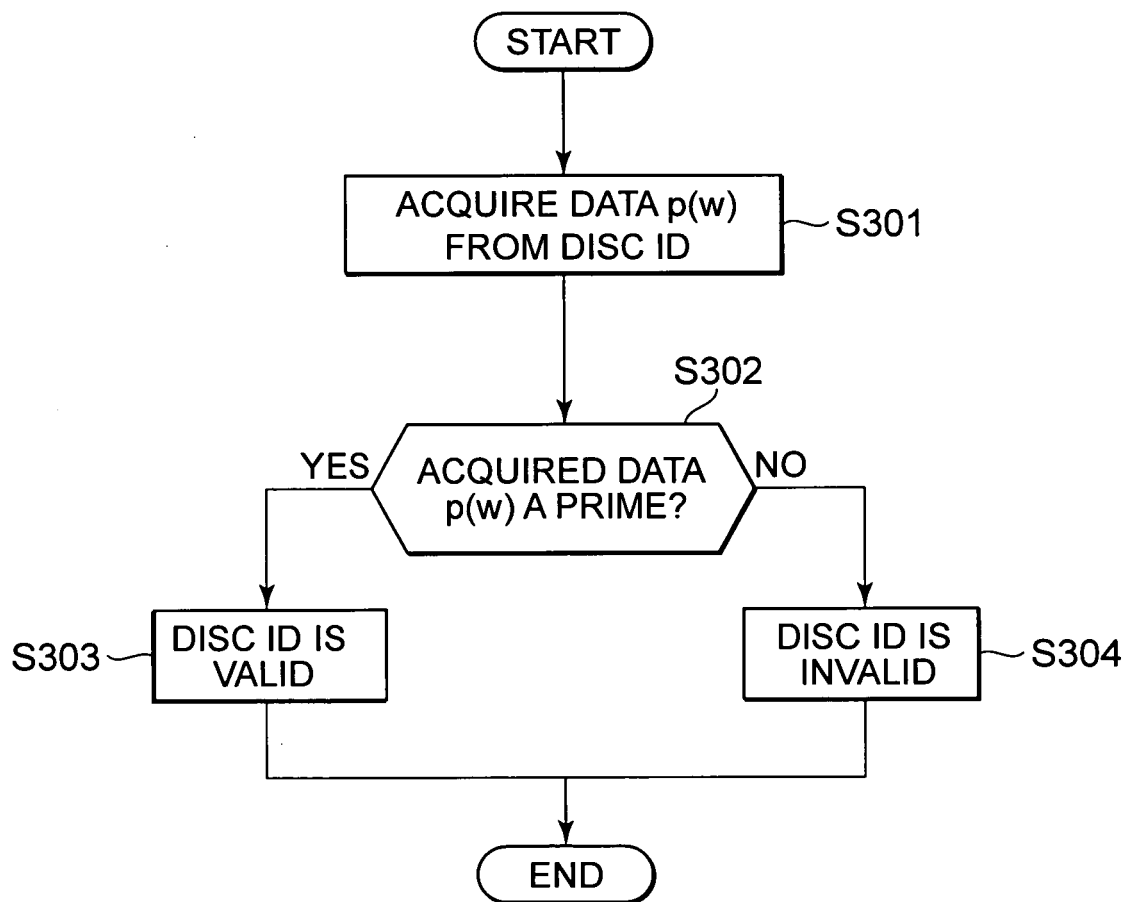 START
ACQUIRE DATA p(w)
FROM DISC ID
S301
S302
YES
ACQUIRED DATA
p(w) A PRIME?
NO
S303
DISC ID IS
VALID
DISC ID IS
INVALID
S304
END